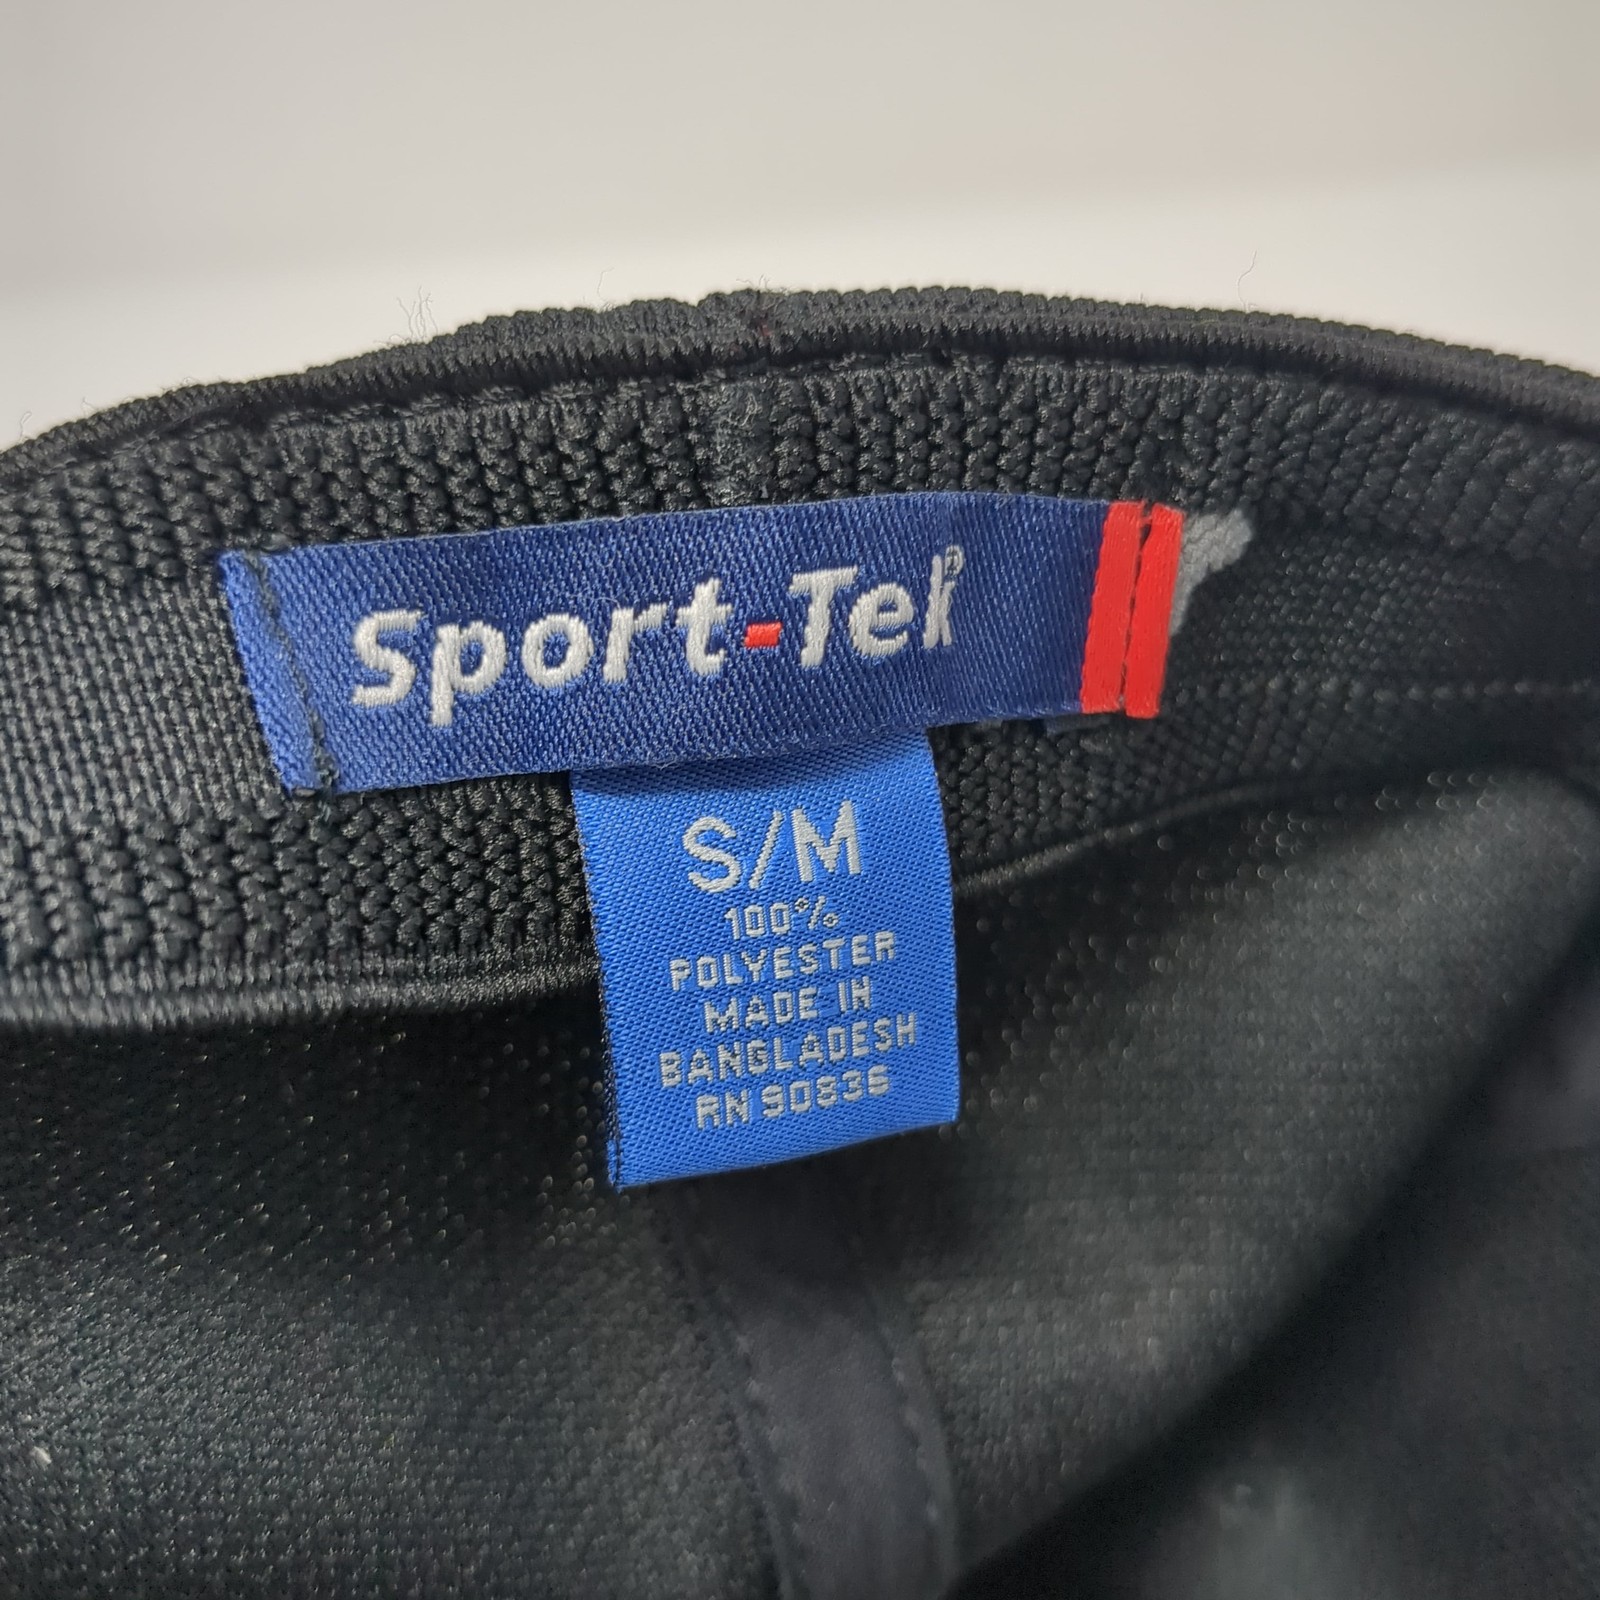 Sport-Tek®
S/M
100%
POLYESTER
MADE IN
BANGLADESH
RN 90836